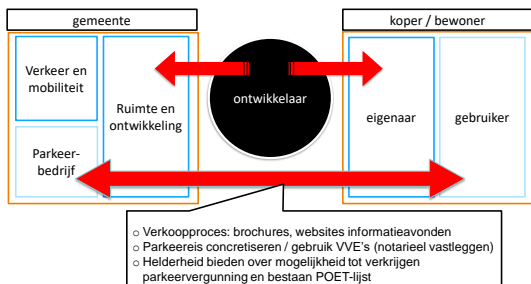 gemeente
koper / bewoner
Verkeer en
mobiliteit
Ruimte en
ontwikkeling
Parkeer-
bedrijf
ontwikkelaar
eigenaar
gebruiker
o Verkoopproces: brochures, websites informatieavonden
o Parkeereis concretiseren / gebruik VVE's (notarieel vastleggen)
o Helderheid bieden over mogelijkheid tot verkrijgen
parkeervergunning en bestaan POET-lijst